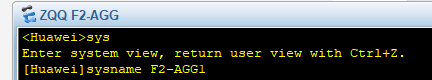 ZQQ F2-AGG
<Huawei>sys
Enter system view, return user view with Ctrl+Z.
[Huawei]sysname F2-AGG1